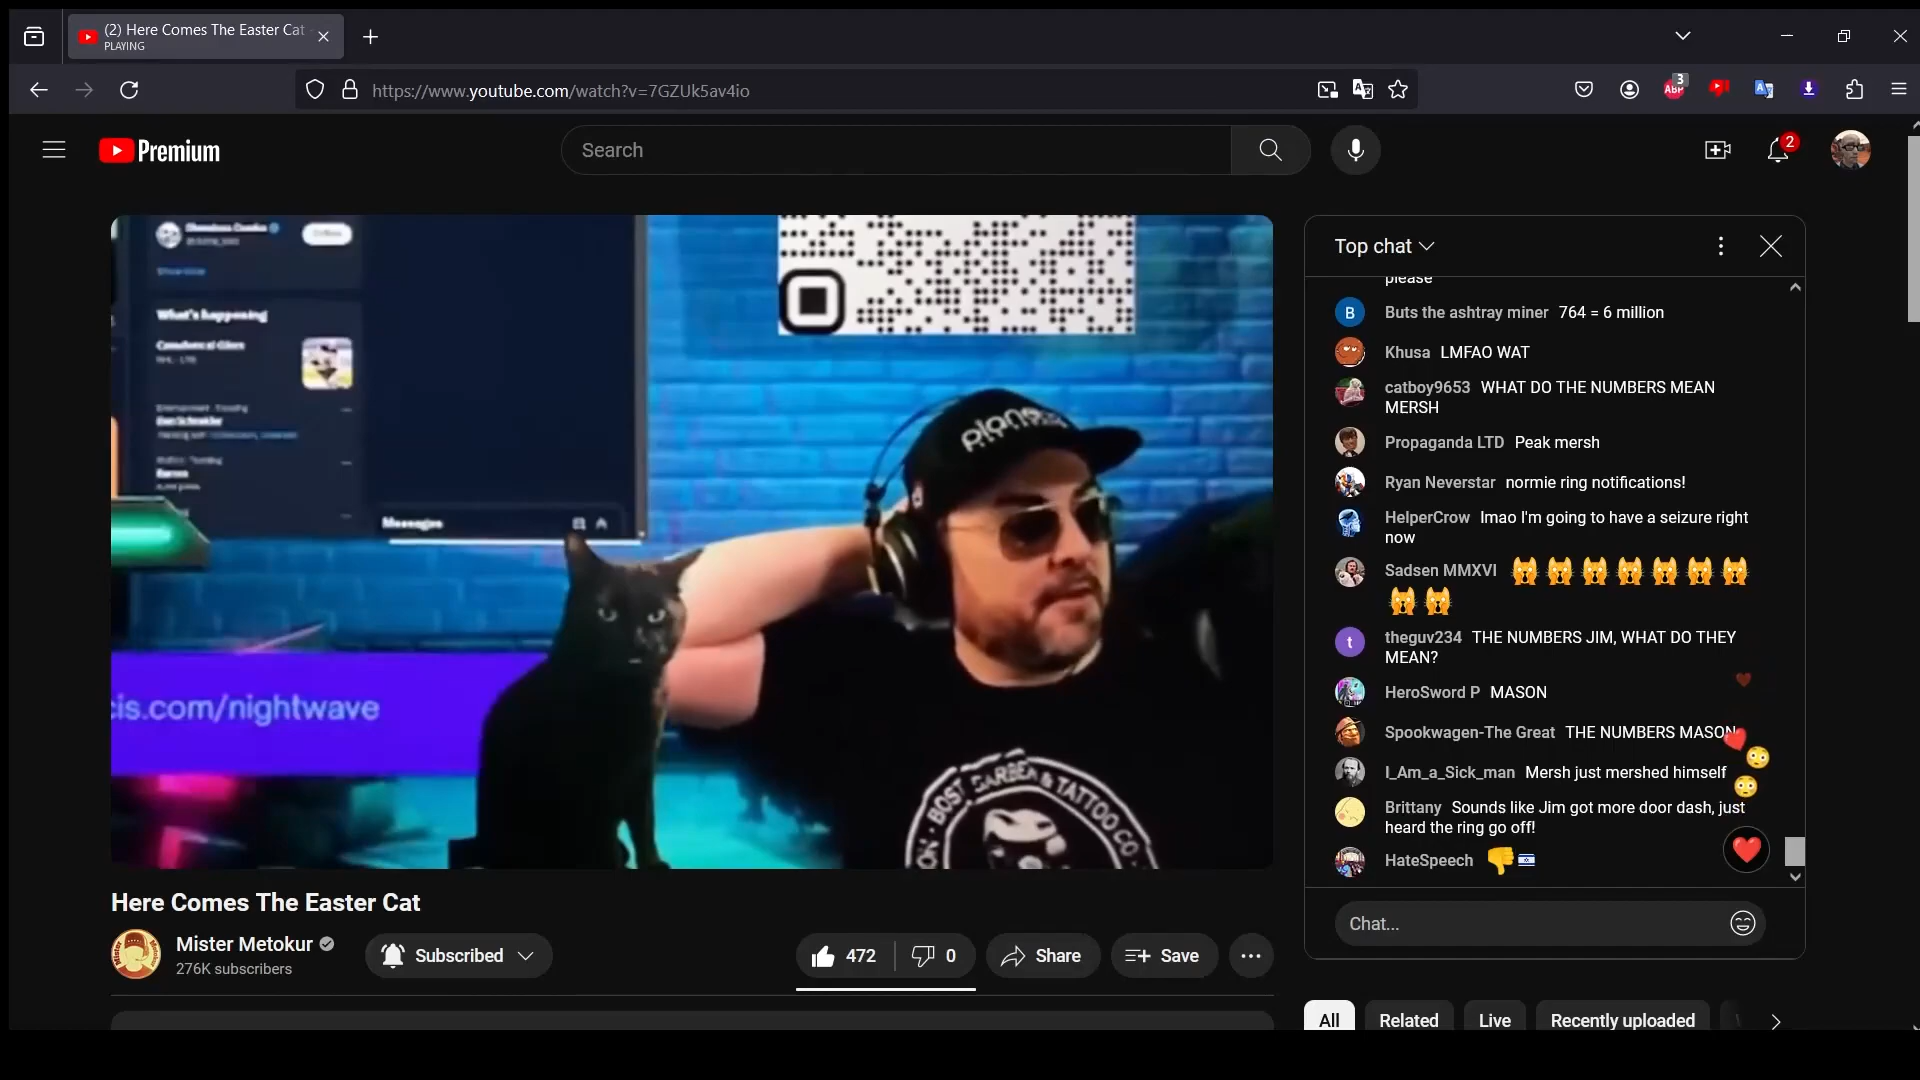 (2) Here Comes The Easter Cat
PLAYING
https://www.youtube.com/watch?v=7GZUk5av4io
3
ABP
Premium
Search
2
What's happening
Messages
cis.com/nightwave
Top chat
please
B Buts the ashtray miner 764 = 6 million
Khusa LMFAO WAT
catboy9653 WHAT DO THE NUMBERS MEAN
MERSH
Propaganda LTD Peak mersh
Ryan Neverstar normie ring notifications!
HelperCrow lmao I'm going to have a seizure right
now
Sadsen MMXVI
t theguv234 THE NUMBERS JIM, WHAT DO THEY
MEAN?
HeroSword P MASON
Spookwagen-The Great THE NUMBERS MASON
I_Am_a_Sick_man Mersh just mershed himself
Brittany Sounds like Jim got more door dash, just
heard the ring go off!
HateSpeech
Chat...
Here Comes The Easter Cat
Mister Metokur
276K subscribers
Subscribed
472
0
Share
Save
All
Related
Live
Recently uploaded